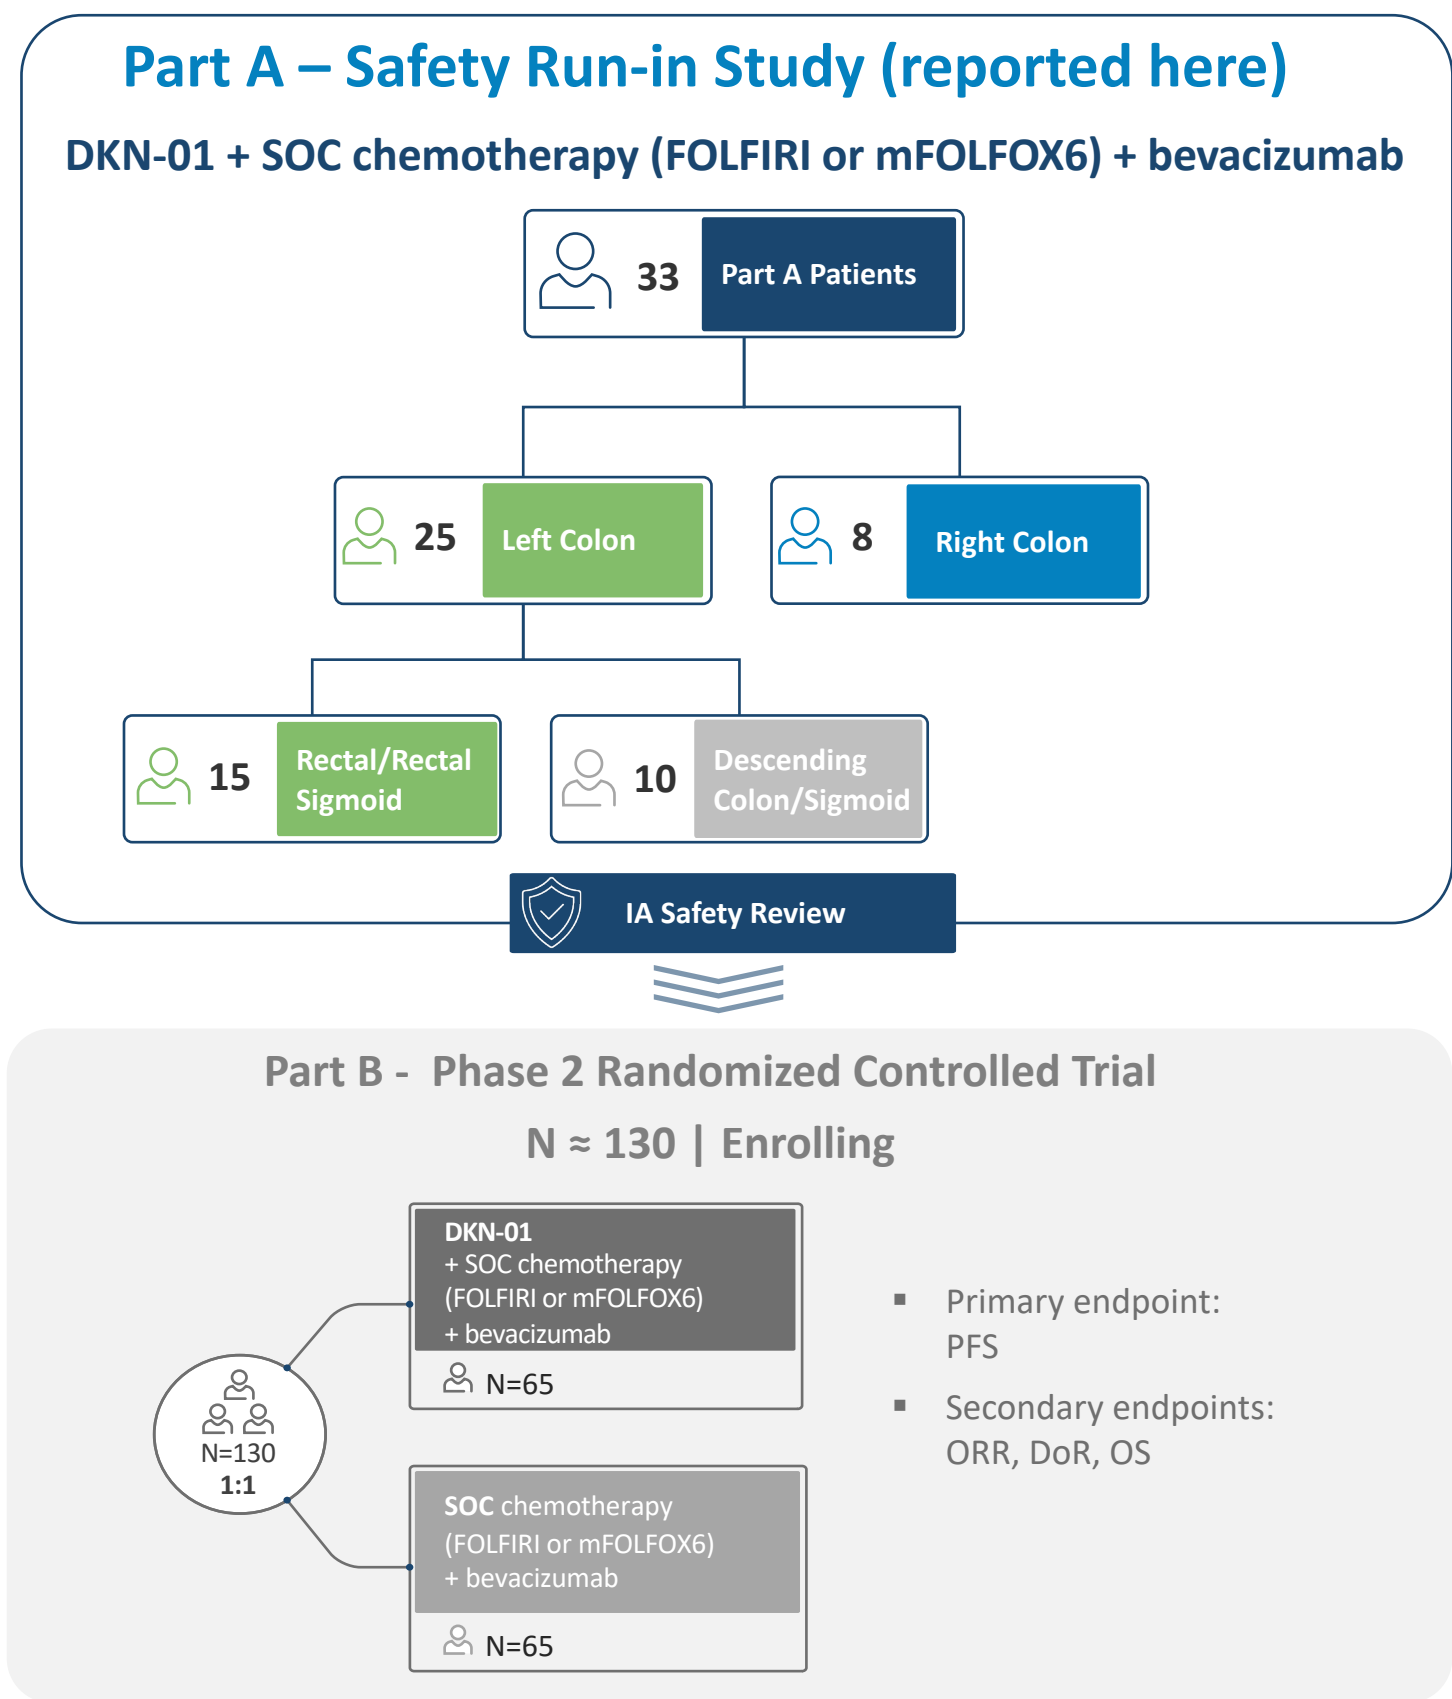 Part A – Safety Run-in Study (reported here)
DKN-01 + SOC chemotherapy (FOLFIRI or mFOLFOX6) + bevacizumab
33
Part A Patients
25
Left Colon
8
Right Colon
15
Rectal/Rectal
Sigmoid
10
Descending
Colon/Sigmoid
IA Safety Review
Part B - Phase 2 Randomized Controlled Trial
N ≈ 130 | Enrolling
N=130
1:1
DKN-01
+ SOC chemotherapy
(FOLFIRI or mFOLFOX6)
+ bevacizumab
N=65
SOC chemotherapy
(FOLFIRI or mFOLFOX6)
+ bevacizumab
N=65
▪ Primary endpoint:
PFS
▪ Secondary endpoints:
ORR, DoR, OS